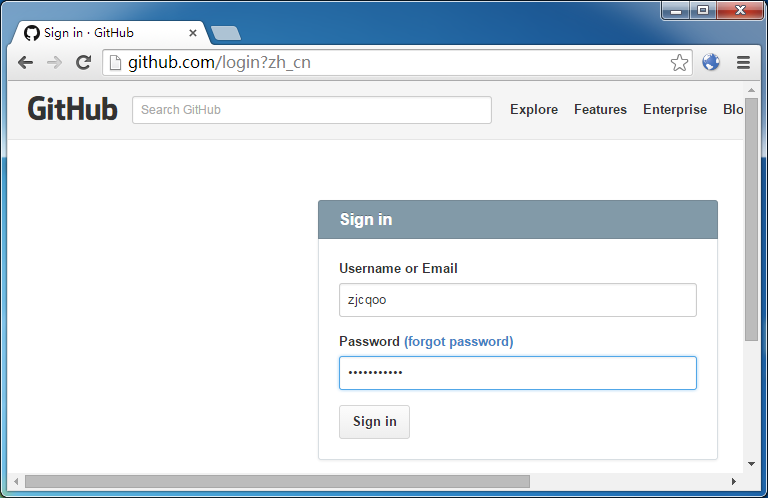 Sign in · GitHub
github.com/login?zh_cn
GitHub Search GitHub Explore Features Enterprise Blo
Sign in
Username or Email
zjcqoo
Password (forgot password)
•••••••••••
Sign in